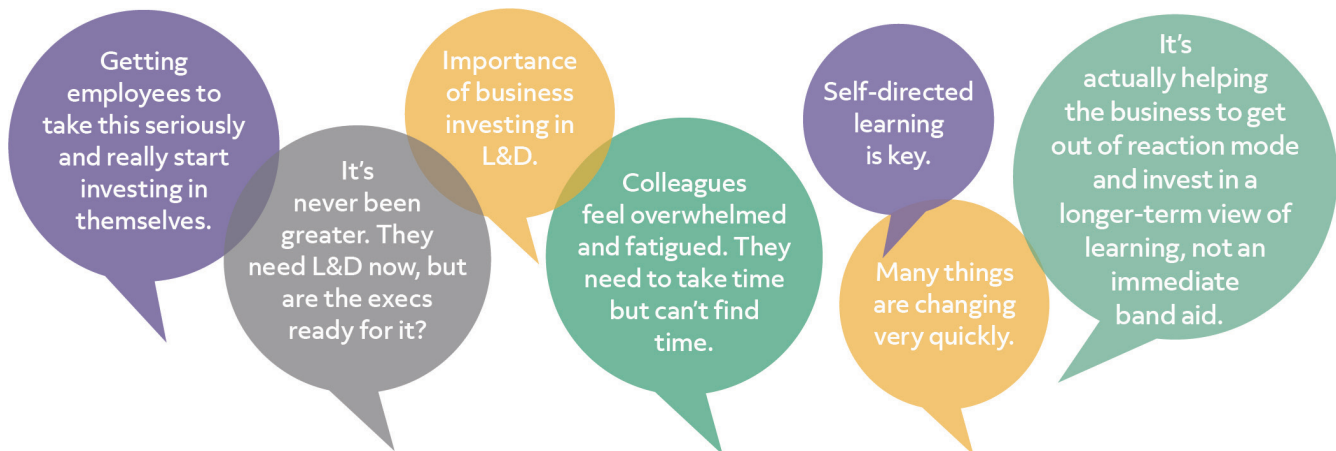 Getting
employees to
take this seriously
and really start
investing in
themselves.
It’s
never been
greater. They
need L&D now, but
are the execs
ready for it?
Importance
of business
investing in
L&D.
Colleagues
feel overwhelmed
and fatigued. They
need to take time
but can’t find
time.
Self-directed
learning
is key.
Many things
are changing
very quickly.
It’s
actually helping
the business to get
out of reaction mode
and invest in a
longer-term view of
learning, not an
immediate
band aid.